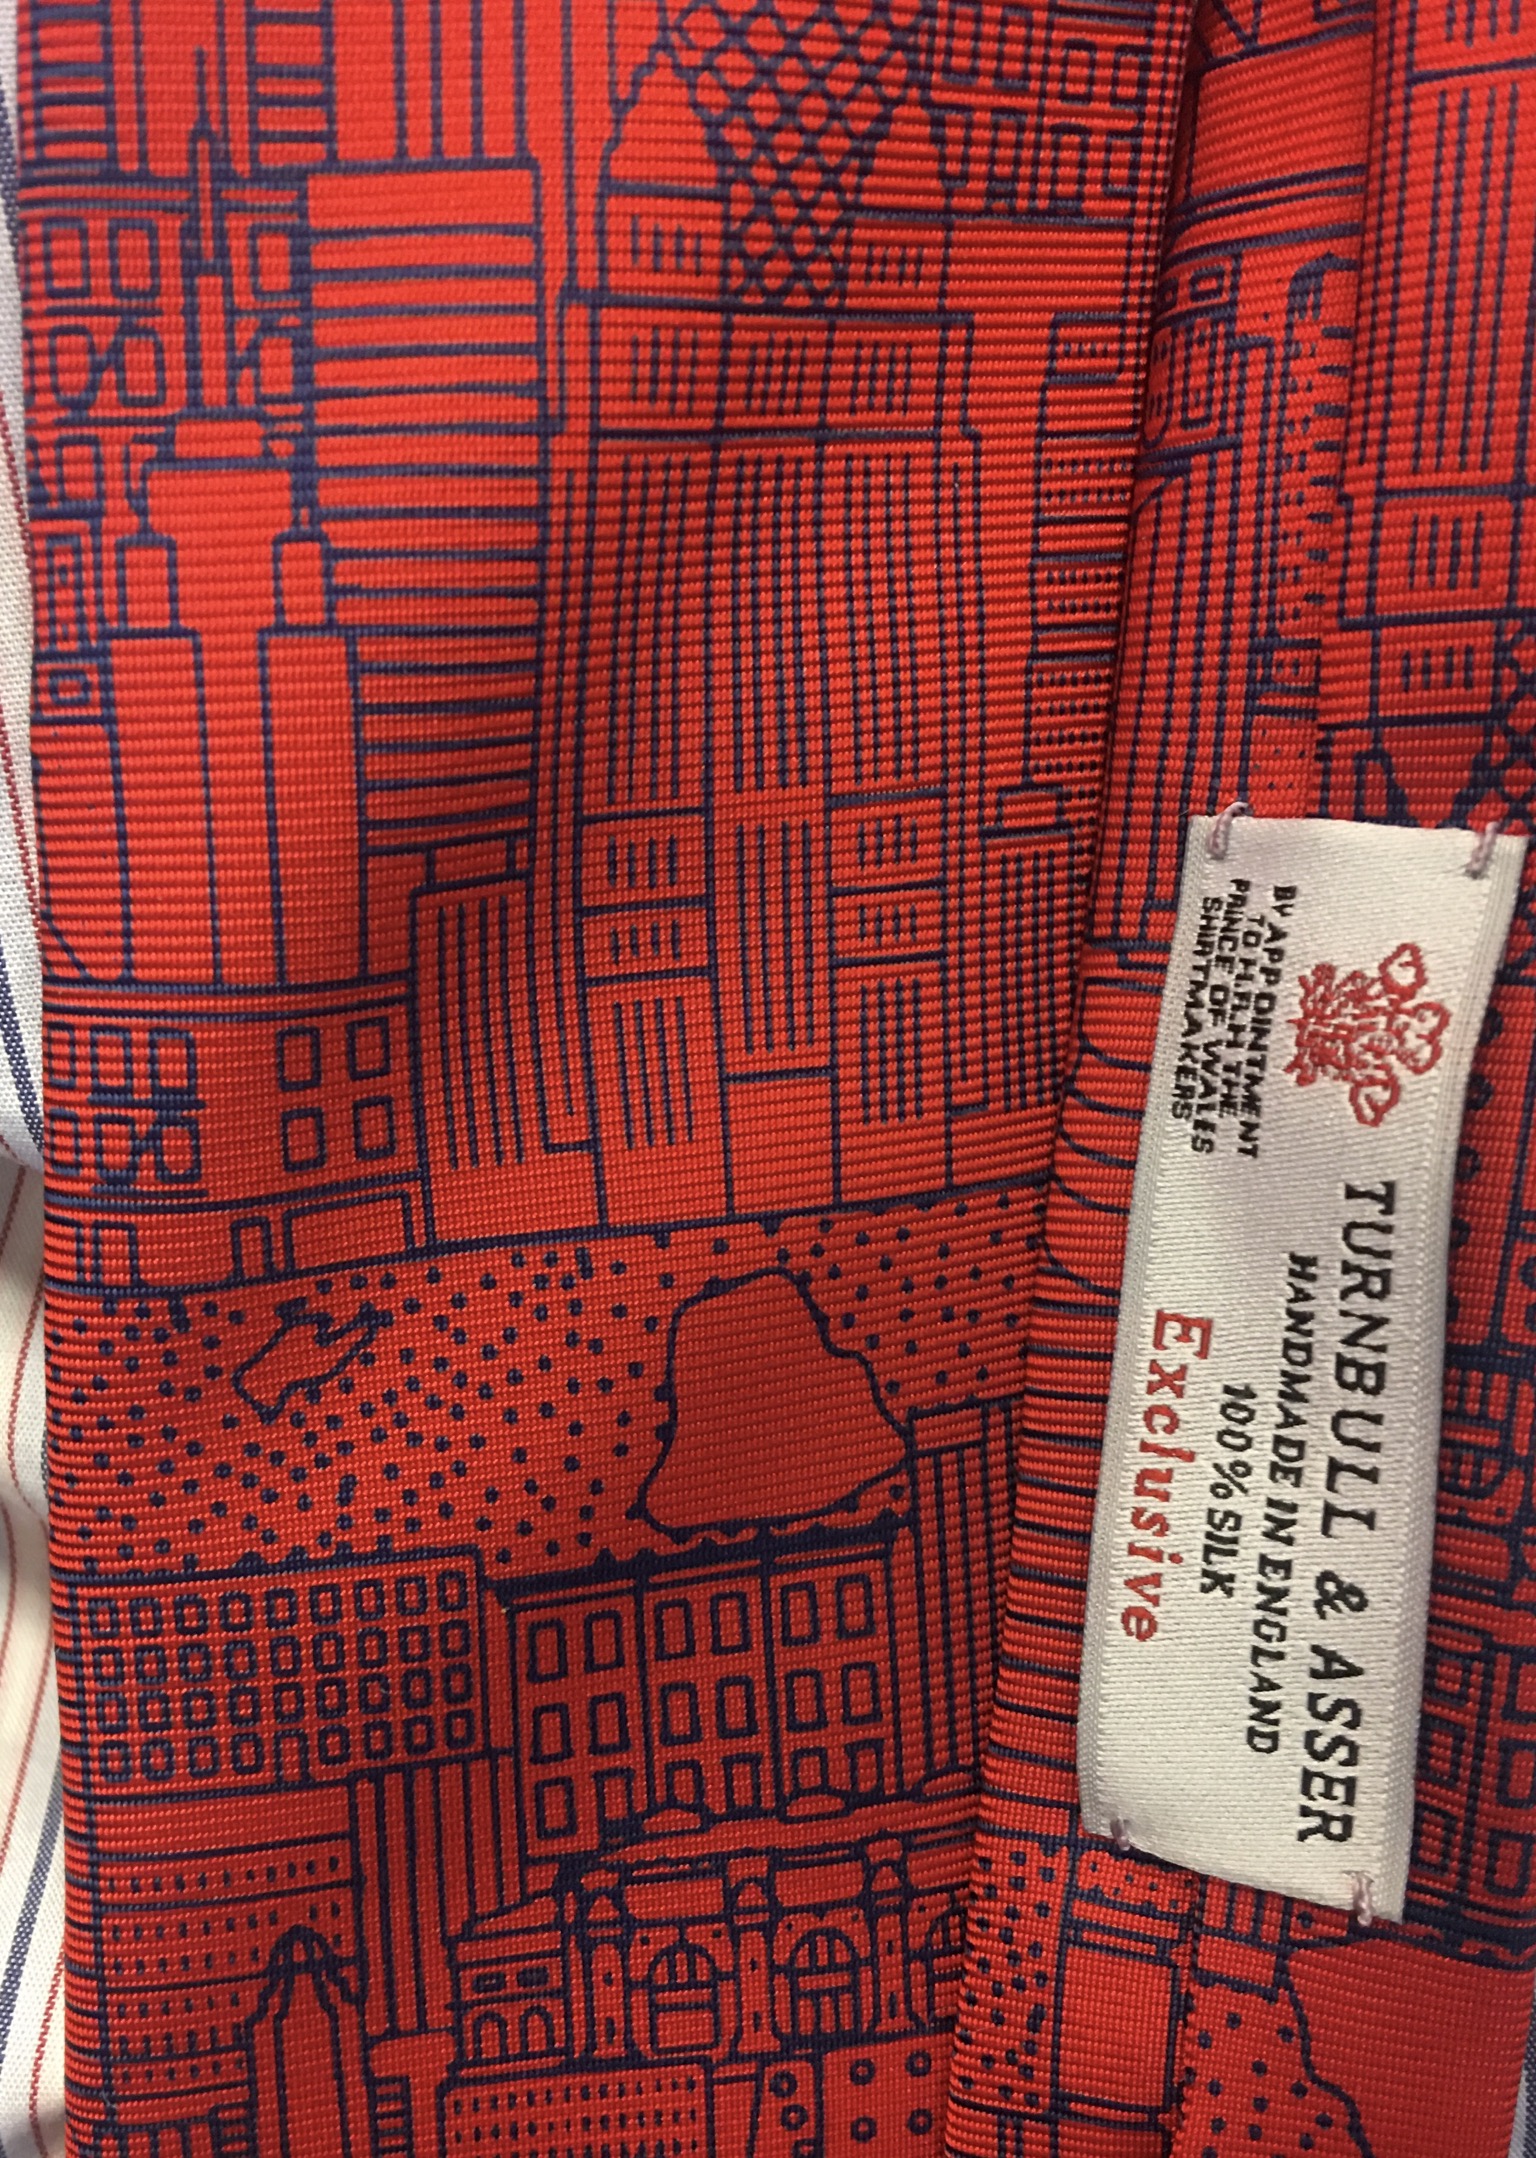 BY APPOINTMENT
TO H.R.H. THE
PRINCE OF WALES
SHIRTMAKERS
TURNBULL & ASSER
HANDMADE IN ENGLAND
100% SILK
Exclusive